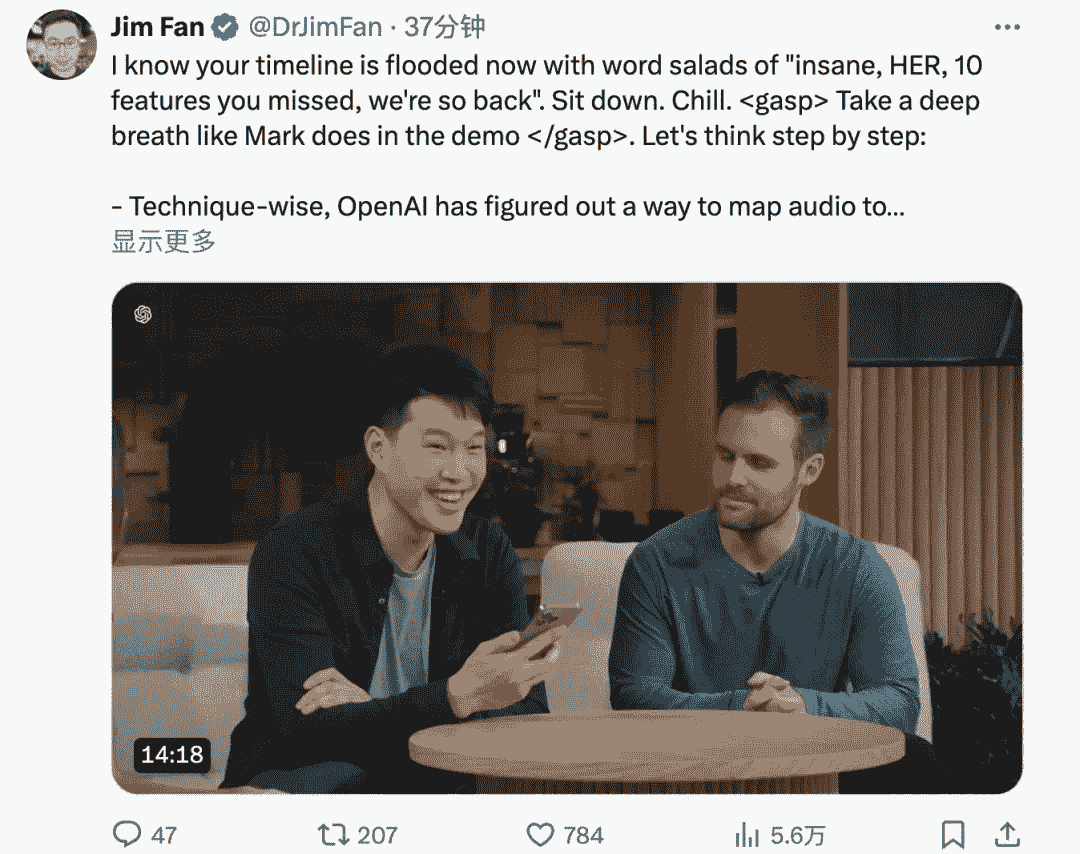 Jim Fan @DrJimFan · 37分钟
I know your timeline is flooded now with word salads of "insane, HER, 10
features you missed, we're so back". Sit down. Chill. <gasp> Take a deep
breath like Mark does in the demo </gasp>. Let's think step by step:
- Technique-wise, OpenAI has figured out a way to map audio to...
显示更多
14:18
47 207 784 5.6万